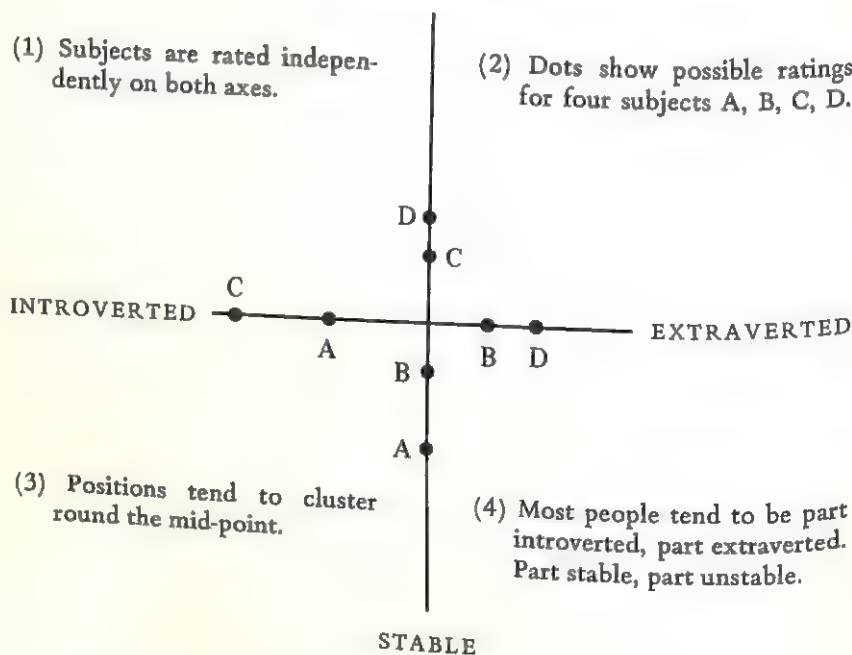 (1) Subjects are rated indepen-
dently on both axes.
(2) Dots show possible ratings
for four subjects A, B, C, D.
D
C
C
INTROVERTED
EXTRAVERTED
A
B
D
B
A
(3) Positions tend to cluster
round the mid-point.
(4) Most people tend to be part
introverted, part extraverted.
Part stable, part unstable.
STABLE